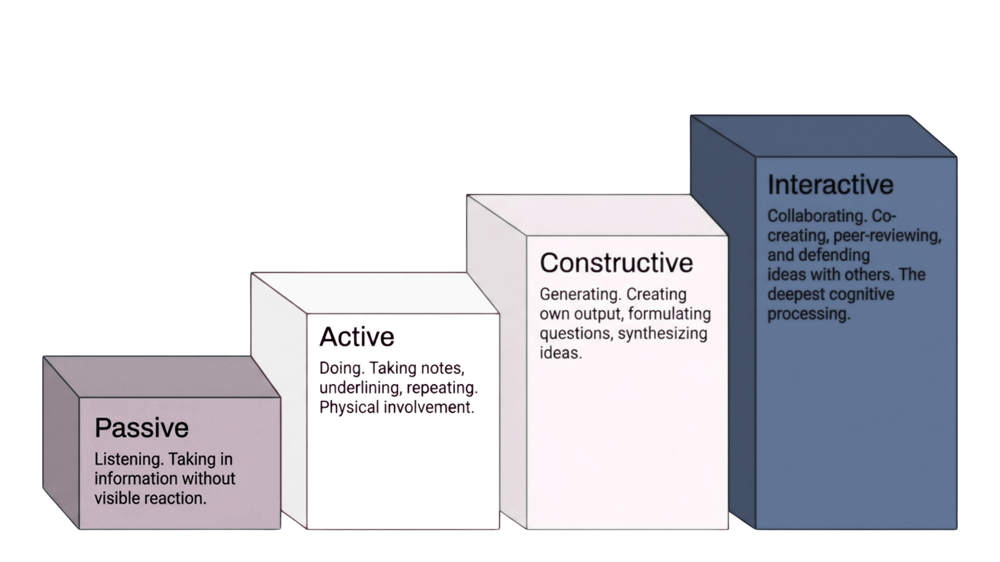 Passive
Listening. Taking in
information without
visible reaction.
Active
Doing. Taking notes,
underlining, repeating.
Physical involvement.
Constructive
Generating. Creating
own output, formulating
questions, synthesizing
ideas.
Interactive
Collaborating. Co-
creating, peer-reviewing,
and defending
ideas with others. The
deepest cognitive
processing.